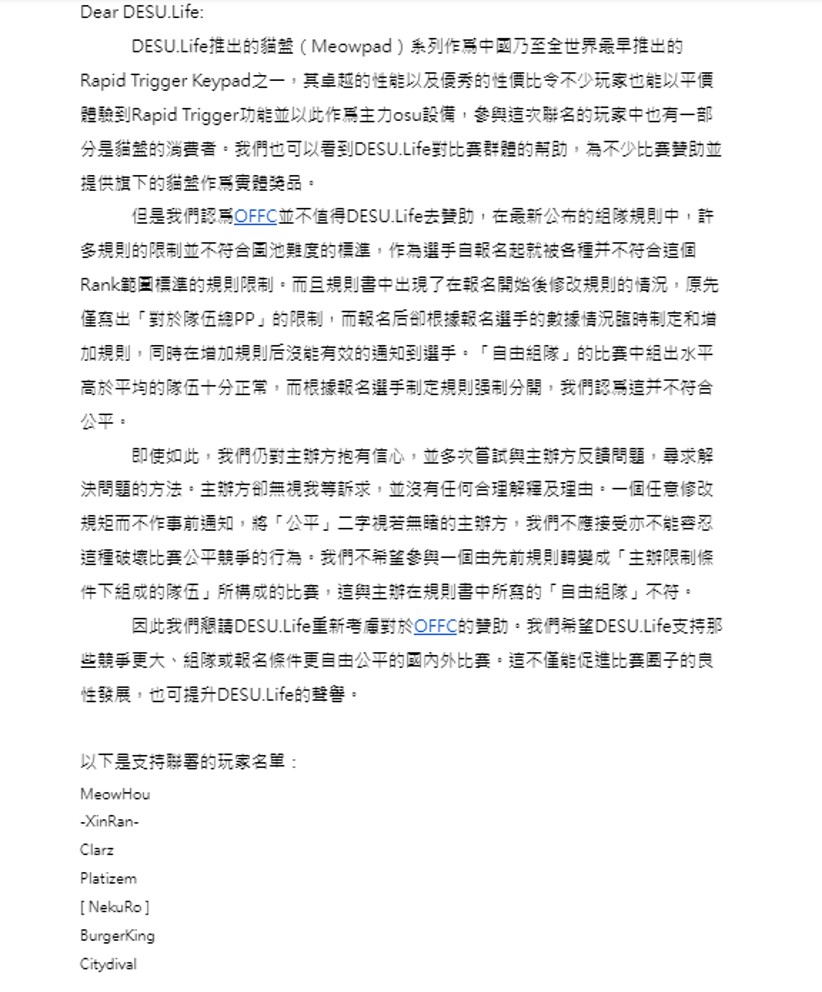 Dear DESU.Life:
DESU.Life推出的貓盤（Meowpad）系列作爲中國乃至全世界最早推出的
Rapid Trigger Keypad之一，其卓越的性能以及優秀的性價比令不少玩家也能以平價
體驗到Rapid Trigger功能並以此作爲主力osu設備，參與這次聯名的玩家中也有一部
分是貓盤的消費者。我們也可以看到DESU.Life對比賽群體的幫助，為不少比賽贊助並
提供旗下的貓盤作爲實體獎品。
但是我們認爲OFFC並不值得DESU.Life去贊助，在最新公布的組隊規則中，許
多規則的限制並不符合圖池難度的標準，作為選手自報名起就被各種并不符合這個
Rank範圍標準的規則限制。而且規則書中出現了在報名開始後修改規則的情況，原先
僅寫出「對於隊伍總PP」的限制，而報名后卻根據報名選手的數據情況臨時制定和增
加規則，同時在增加規則后沒能有效的通知到選手。「自由組隊」的比賽中組出水平
高於平均的隊伍十分正常，而根據報名選手制定規則强制分開，我們認爲這并不符合
公平。
即使如此，我們仍對主辦方抱有信心，並多次嘗試與主辦方反饋問題，尋求解
決問題的方法。主辦方卻無視我等訴求，並沒有任何合理解釋及理由。一個任意修改
規矩而不作事前通知，將「公平」二字視若無睹的主辦方，我們不應接受亦不能容忍
這種破壞比賽公平競爭的行為。我們不希望參與一個由先前規則轉變成「主辦限制條
件下組成的隊伍」所構成的比賽，這與主辦在規則書中所寫的「自由組隊」不符。
因此我們懇請DESU.Life重新考慮對於OFFC的贊助。我們希望DESU.Life支持那
些競爭更大、組隊或報名條件更自由公平的國內外比賽。這不僅能促進比賽圈子的良
性發展，也可提升DESU.Life的聲譽。
以下是支持聯署的玩家名單：
MeowHou
-XinRan-
Clarz
Platizem
[ NekuRo ]
BurgerKing
Citydival